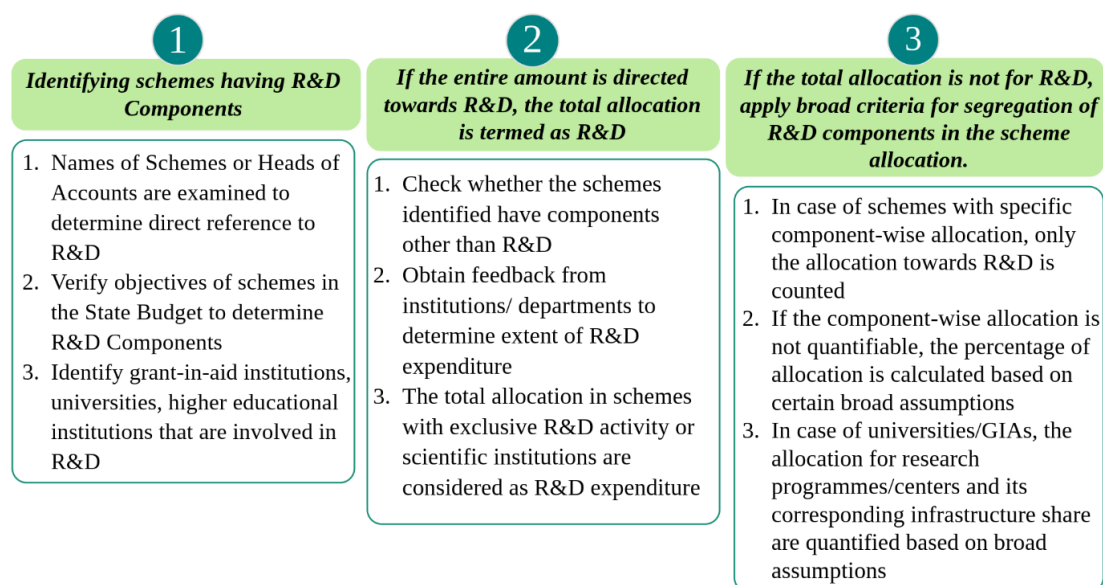 1
Identifying schemes having R&D
Components
1. Names of Schemes or Heads of
Accounts are examined to
determine direct reference to
R&D
2. Verify objectives of schemes in
the State Budget to determine
R&D Components
3. Identify grant-in-aid institutions,
universities, higher educational
institutions that are involved in
R&D
2
If the entire amount is directed
towards R&D, the total allocation
is termed as R&D
1. Check whether the schemes
identified have components
other than R&D
2. Obtain feedback from
institutions/ departments to
determine extent of R&D
expenditure
3. The total allocation in schemes
with exclusive R&D activity or
scientific institutions are
considered as R&D expenditure
3
If the total allocation is not for R&D,
apply broad criteria for segregation of
R&D components in the scheme
allocation.
1. In case of schemes with specific
component-wise allocation, only
the allocation towards R&D is
counted
2. If the component-wise allocation is
not quantifiable, the percentage of
allocation is calculated based on
certain broad assumptions
3. In case of universities/GIAs, the
allocation for research
programmes/centers and its
corresponding infrastructure share
are quantified based on broad
assumptions